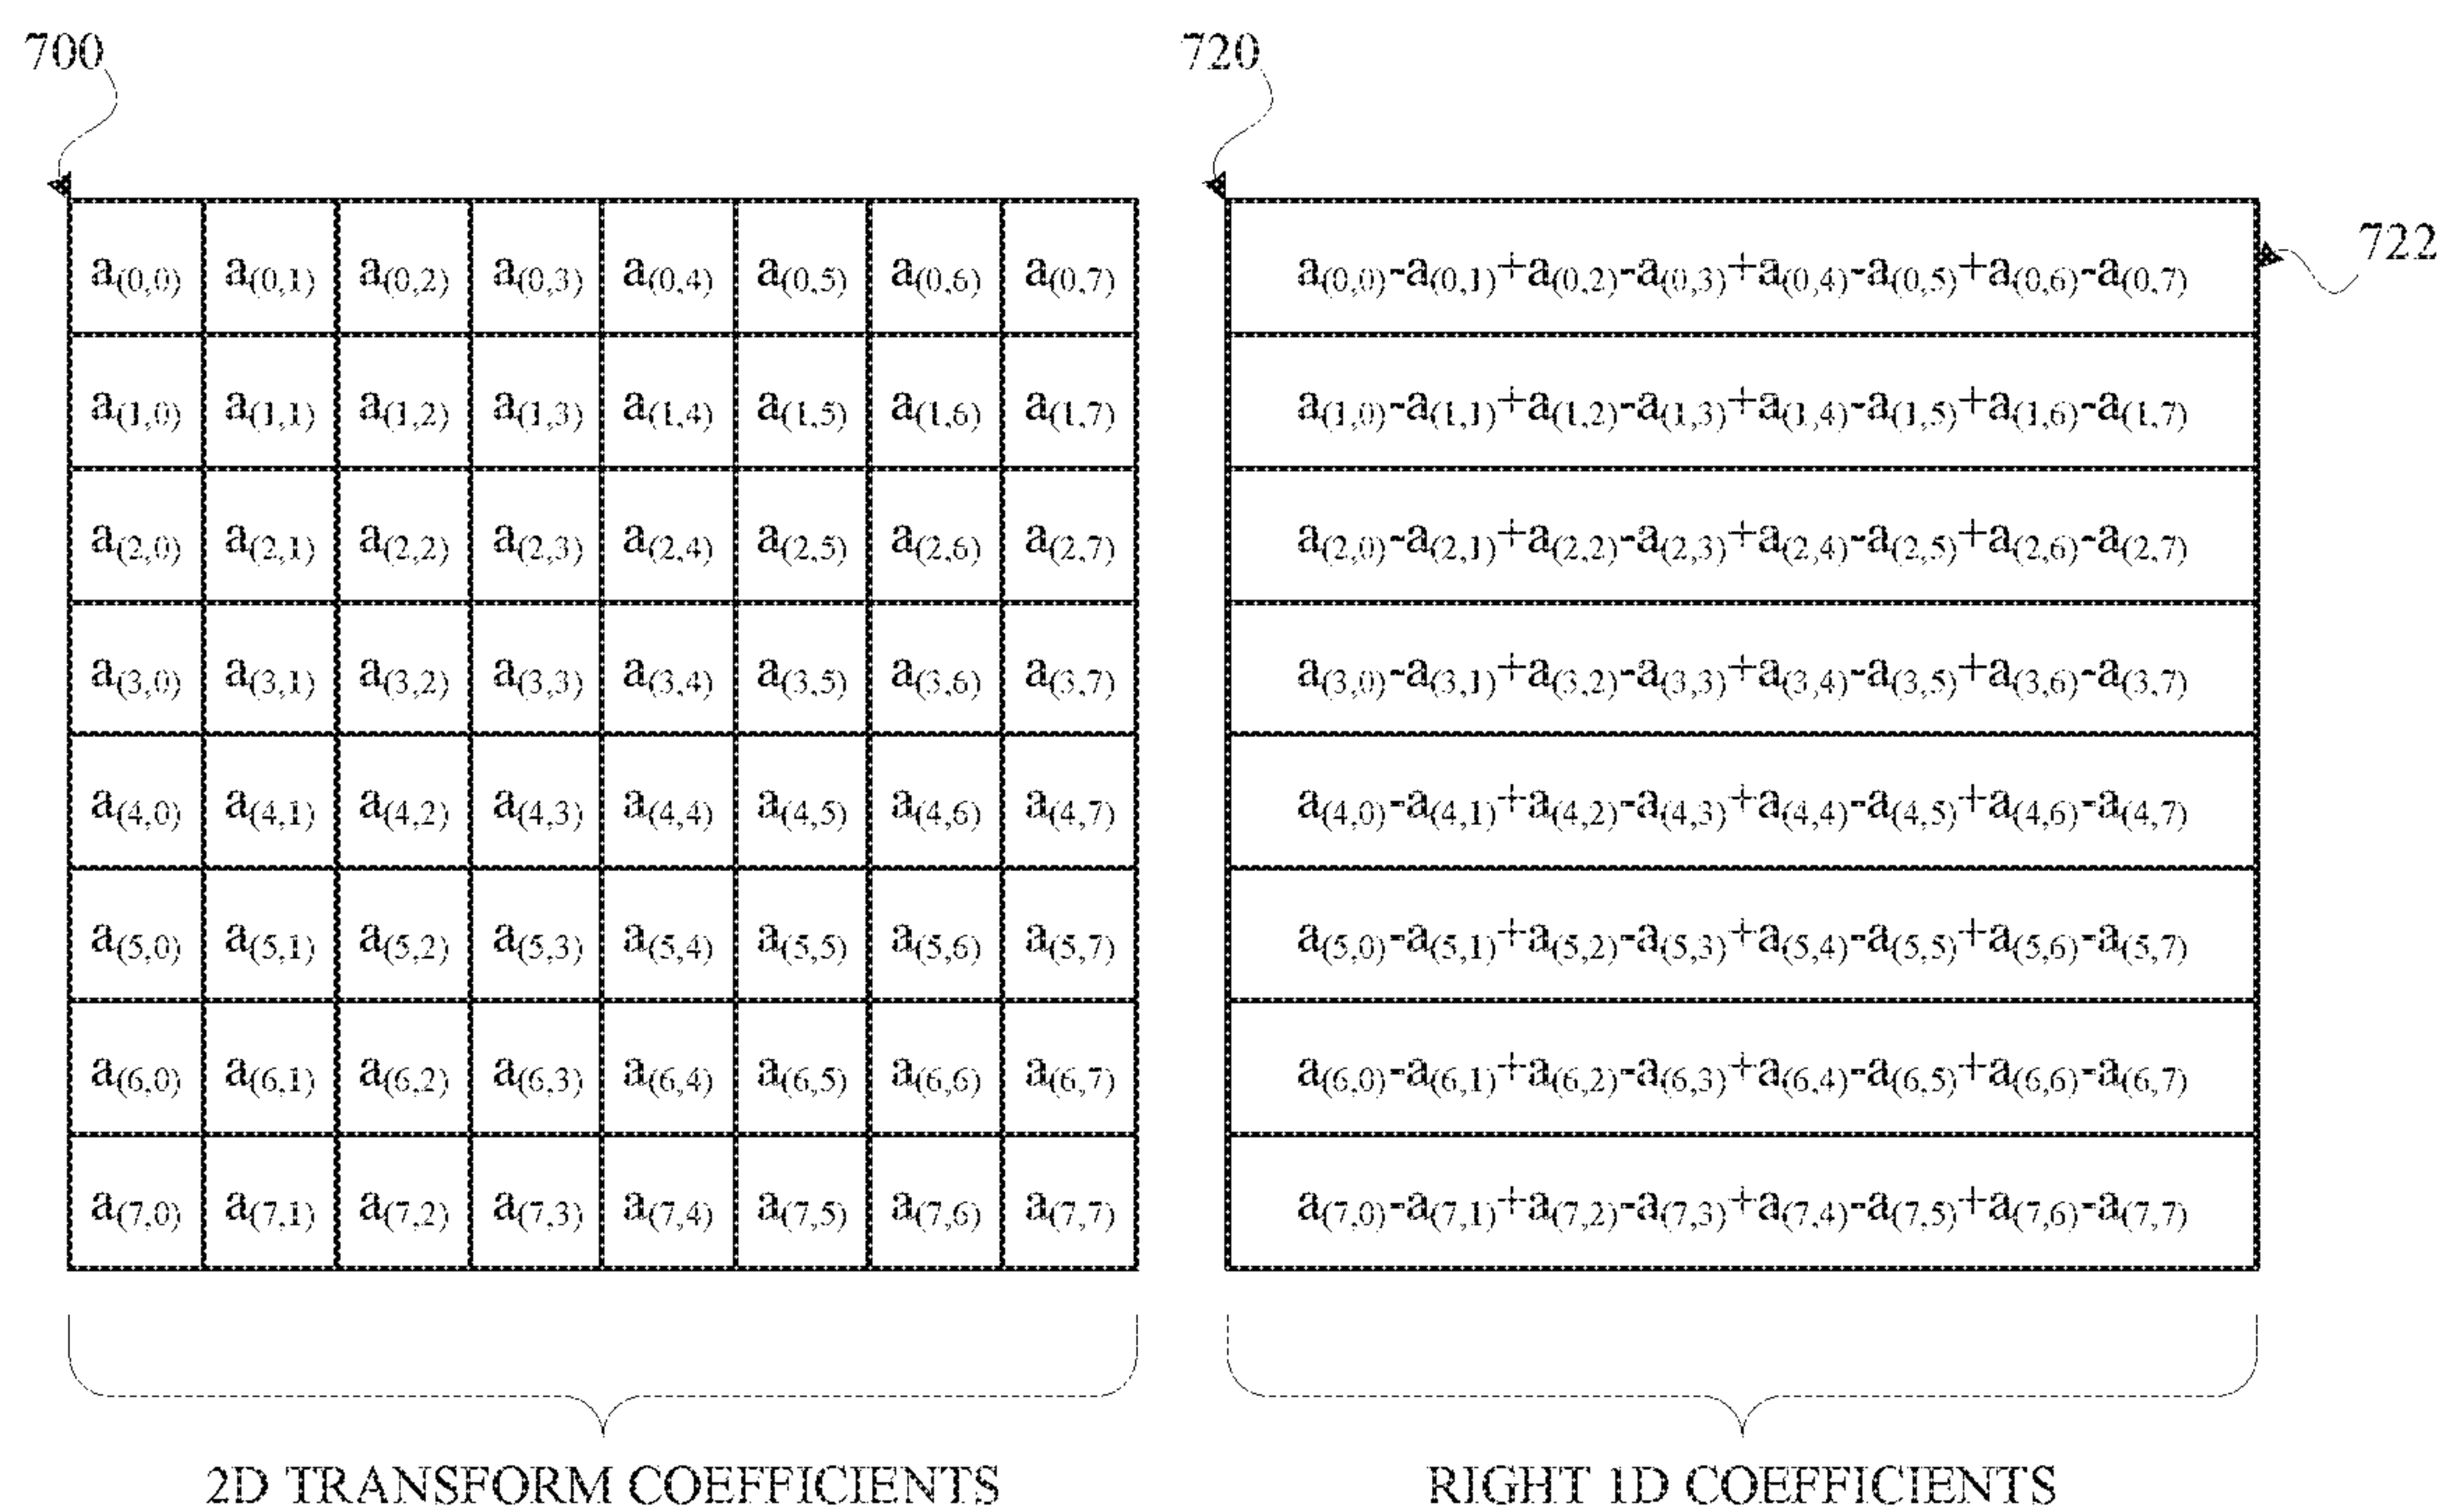 700 720
722
a(0,0) a(0,1) a(0,2) a(0,3) a(0,4) a(0,5) a(0,6) a(0,7) a(0,0)-a(0,1)+a(0,2)-a(0,3)+a(0,4)-a(0,5)+a(0,6)-a(0,7)
a(1,0) a(1,1) a(1,2) a(1,3) a(1,4) a(1,5) a(1,6) a(1,7) a(1,0)-a(1,1)+a(1,2)-a(1,3)+a(1,4)-a(1,5)+a(1,6)-a(1,7)
a(2,0) a(2,1) a(2,2) a(2,3) a(2,4) a(2,5) a(2,6) a(2,7) a(2,0)-a(2,1)+a(2,2)-a(2,3)+a(2,4)-a(2,5)+a(2,6)-a(2,7)
a(3,0) a(3,1) a(3,2) a(3,3) a(3,4) a(3,5) a(3,6) a(3,7) a(3,0)-a(3,1)+a(3,2)-a(3,3)+a(3,4)-a(3,5)+a(3,6)-a(3,7)
a(4,0) a(4,1) a(4,2) a(4,3) a(4,4) a(4,5) a(4,6) a(4,7) a(4,0)-a(4,1)+a(4,2)-a(4,3)+a(4,4)-a(4,5)+a(4,6)-a(4,7)
a(5,0) a(5,1) a(5,2) a(5,3) a(5,4) a(5,5) a(5,6) a(5,7) a(5,0)-a(5,1)+a(5,2)-a(5,3)+a(5,4)-a(5,5)+a(5,6)-a(5,7)
a(6,0) a(6,1) a(6,2) a(6,3) a(6,4) a(6,5) a(6,6) a(6,7) a(6,0)-a(6,1)+a(6,2)-a(6,3)+a(6,4)-a(6,5)+a(6,6)-a(6,7)
a(7,0) a(7,1) a(7,2) a(7,3) a(7,4) a(7,5) a(7,6) a(7,7) a(7,0)-a(7,1)+a(7,2)-a(7,3)+a(7,4)-a(7,5)+a(7,6)-a(7,7)
2D TRANSFORM COEFFICIENTS RIGHT 1D COEFFICIENTS